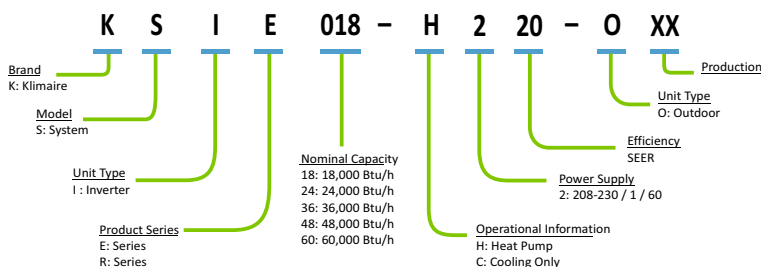 K S I E 018 – H 2 20 – O XX
Brand
K: Klimaire
Model
S: System
Unit Type
I : Inverter
Product Series
E: Series
R: Series
Nominal Capacity
18: 18,000 Btu/h
24: 24,000 Btu/h
36: 36,000 Btu/h
48: 48,000 Btu/h
60: 60,000 Btu/h
Operational Information
H: Heat Pump
C: Cooling Only
Power Supply
2: 208-230 / 1 / 60
Efficiency
SEER
Unit Type
O: Outdoor
Production